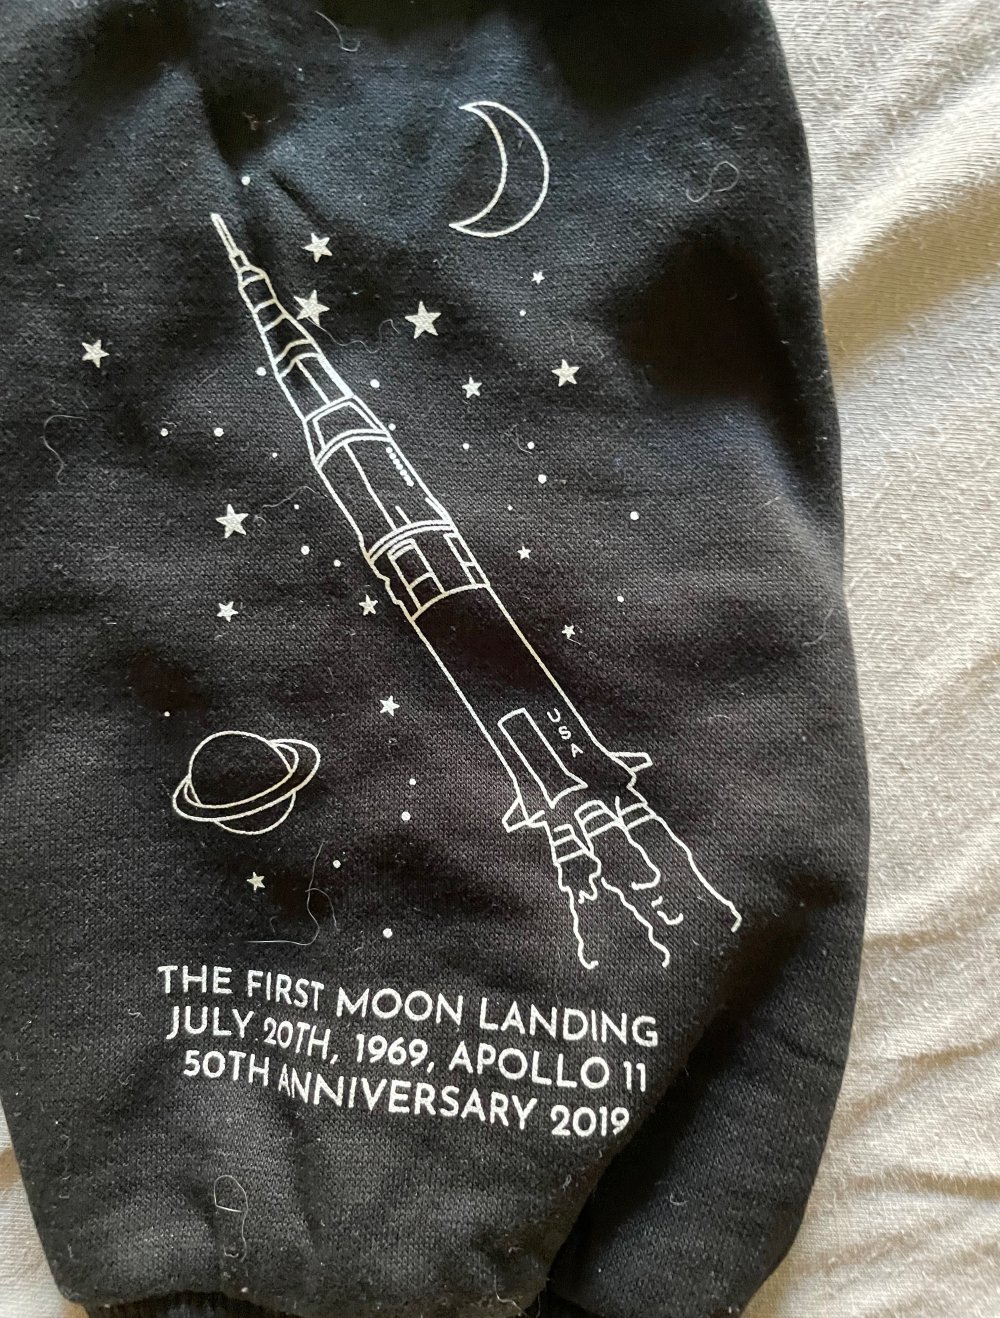 USA
THE FIRST MOON LANDING
JULY 20TH, 1969, APOLLO 11
50TH ANNIVERSARY 2019